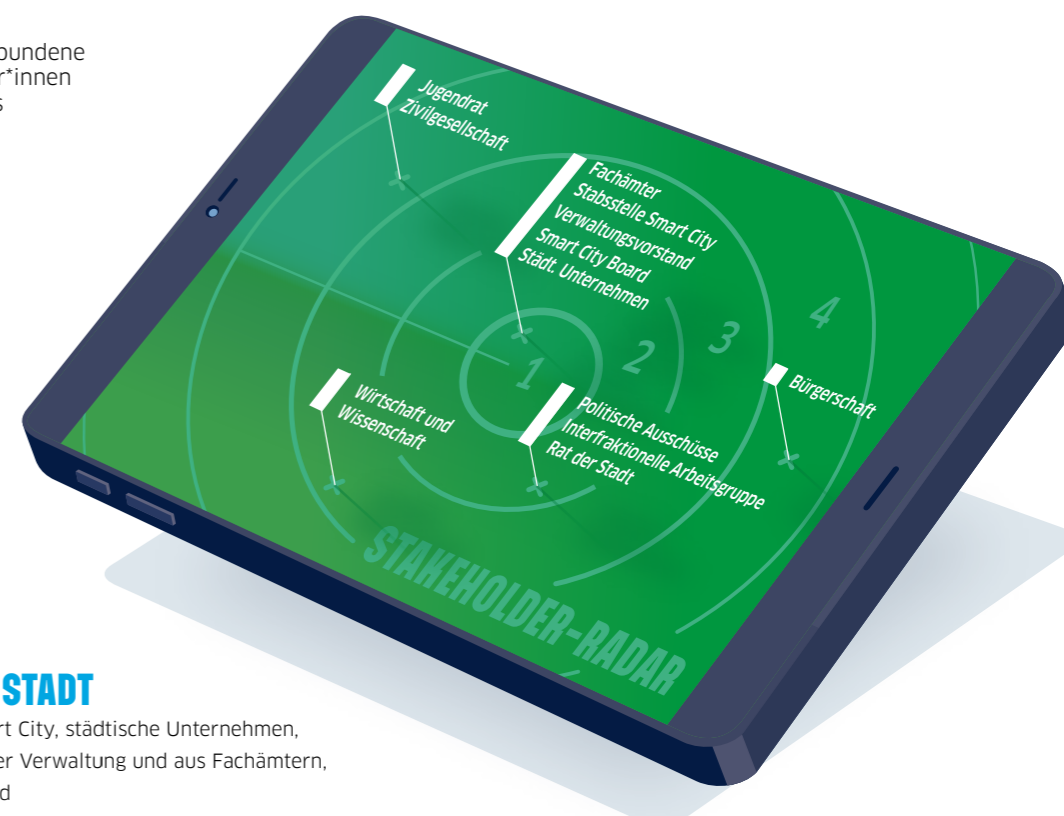 bundene
r*innen
s
Jugendrat
Zivilgesellschaft
Fachämter
Stabsstelle Smart City
Verwaltungsvorstand
Smart City Board
Städt. Unternehmen
1
2
3
4
Bürgerschaft
Wirtschaft und
Wissenschaft
Politische Ausschüsse
Interfraktionelle Arbeitsgruppe
Rat der Stadt
STAKEHOLDER-RADAR
STADT
rt City, städtische Unternehmen,
er Verwaltung und aus Fachämtern,
d